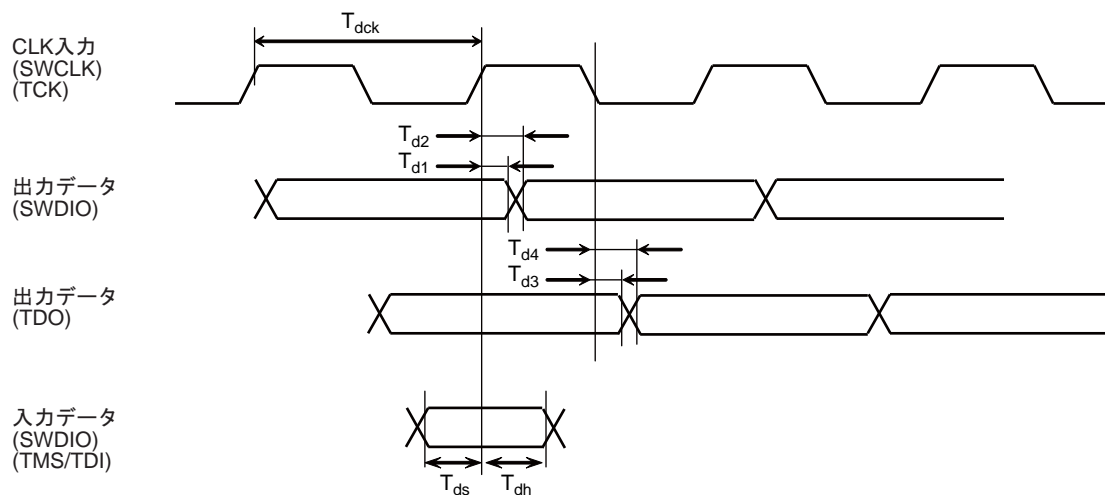 T_dck
CLK入力
(SWCLK)
(TCK)
T_d2
T_d1
出力データ
(SWDIO)
T_d4
T_d3
出力データ
(TDO)
入力データ
(SWDIO)
(TMS/TDI)
T_ds
T_dh